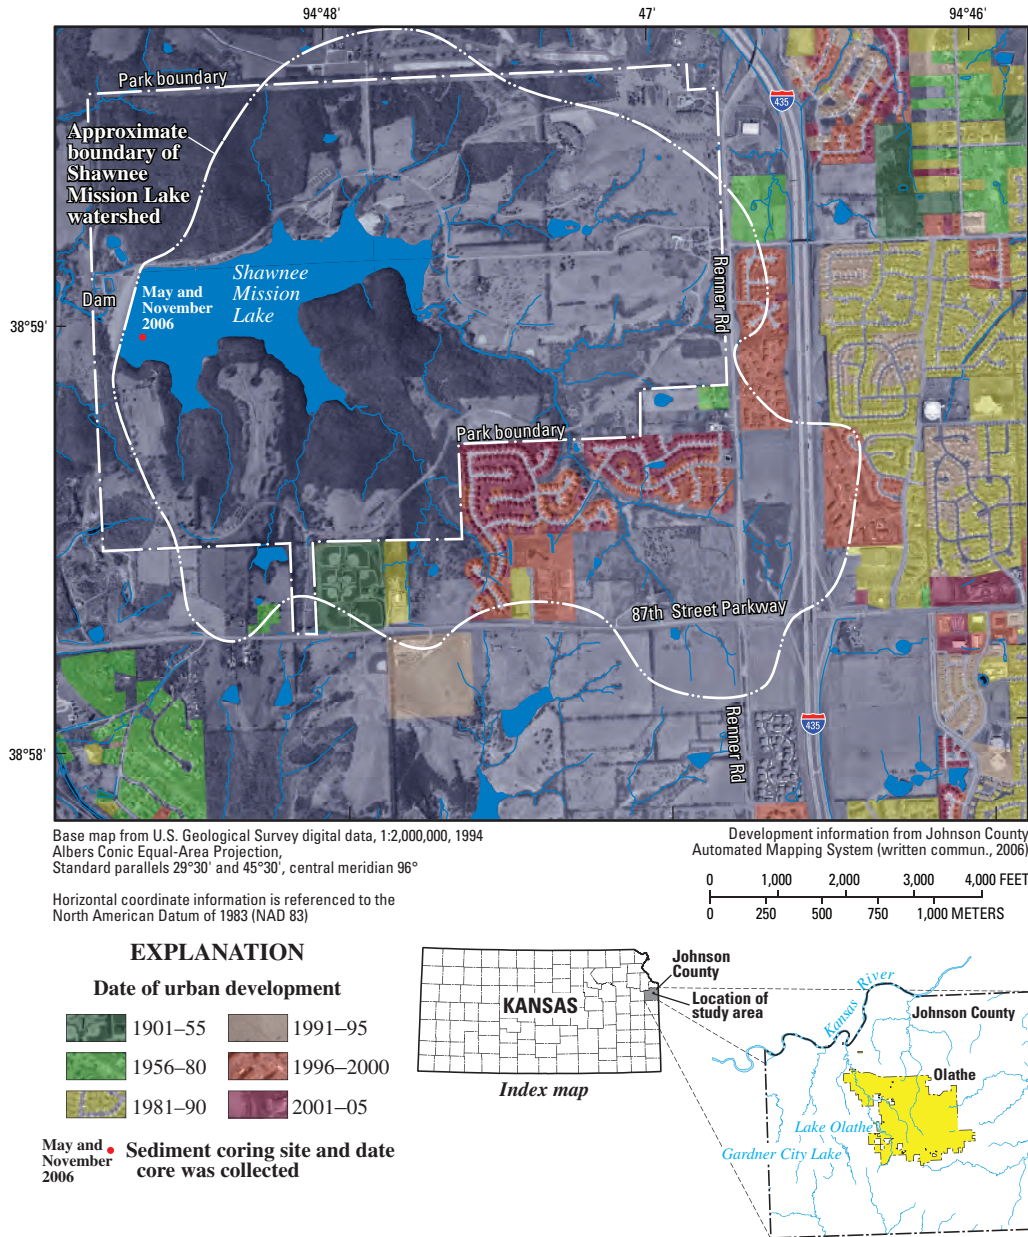 94°48'
47'
94°46'
Park boundary
435
Approximate
boundary of
Shawnee
Mission Lake
watershed
Shawnee
Mission
Lake
Renner Rd
Dam
May and
November
2006
38°59'
Park boundary
87th Street Parkway
Renner Rd
435
38°58'
Base map from U.S. Geological Survey digital data, 1:2,000,000, 1994
Albers Conic Equal-Area Projection,
Standard parallels 29°30' and 45°30', central meridian 96°
Horizontal coordinate information is referenced to the
North American Datum of 1983 (NAD 83)
Development information from Johnson County
Automated Mapping System (written commun., 2006)
0 1,000 2,000 3,000 4,000 FEET
0 250 500 750 1,000 METERS
EXPLANATION
Date of urban development
1901–55
1956–80
1981–90
1991–95
1996–2000
2001–05
May and
November
2006
Sediment coring site and date
core was collected
KANSAS
Index map
Johnson
County
Location of
study area
Kansas River
Johnson County
Olathe
Lake Olathe
Gardner City Lake